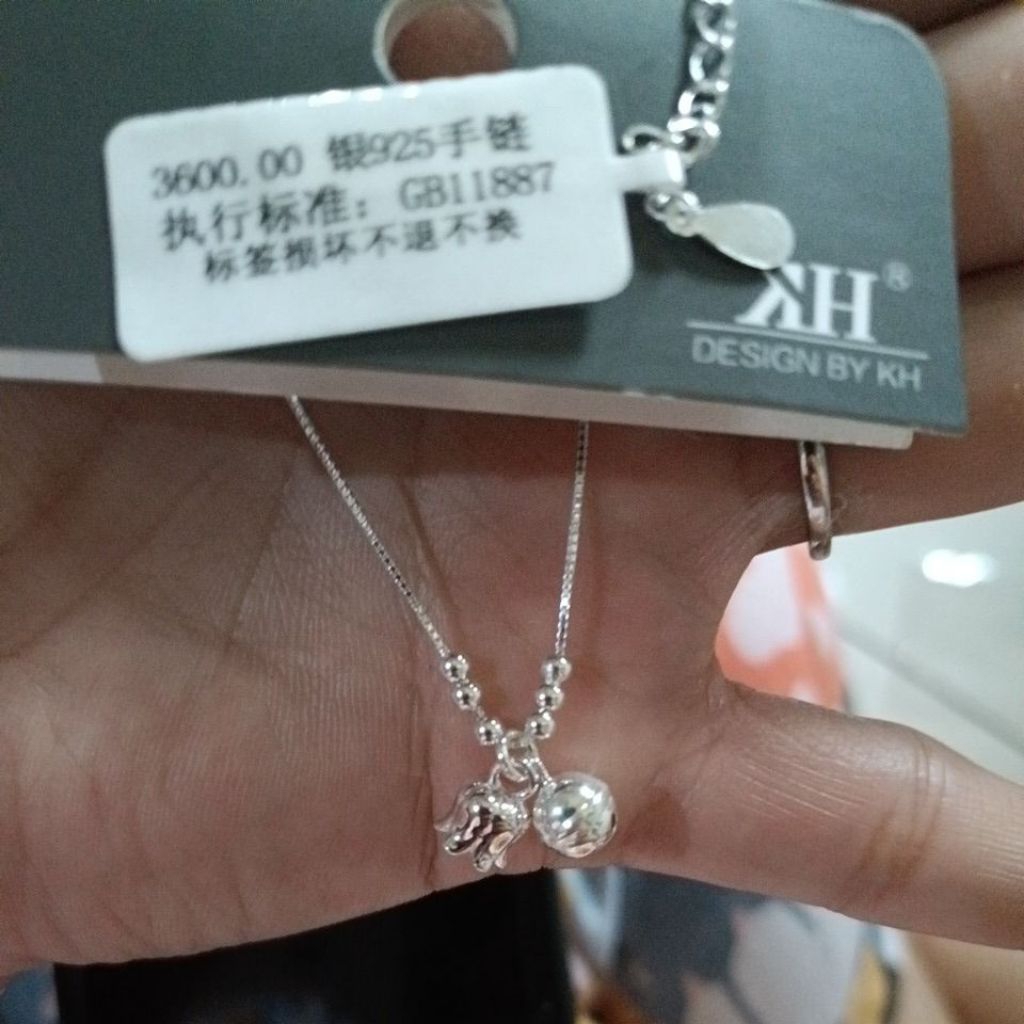 3600.00 银925手链
执行标准：GB11887
标签损坏不退不换
KH®
DESIGN BY KH